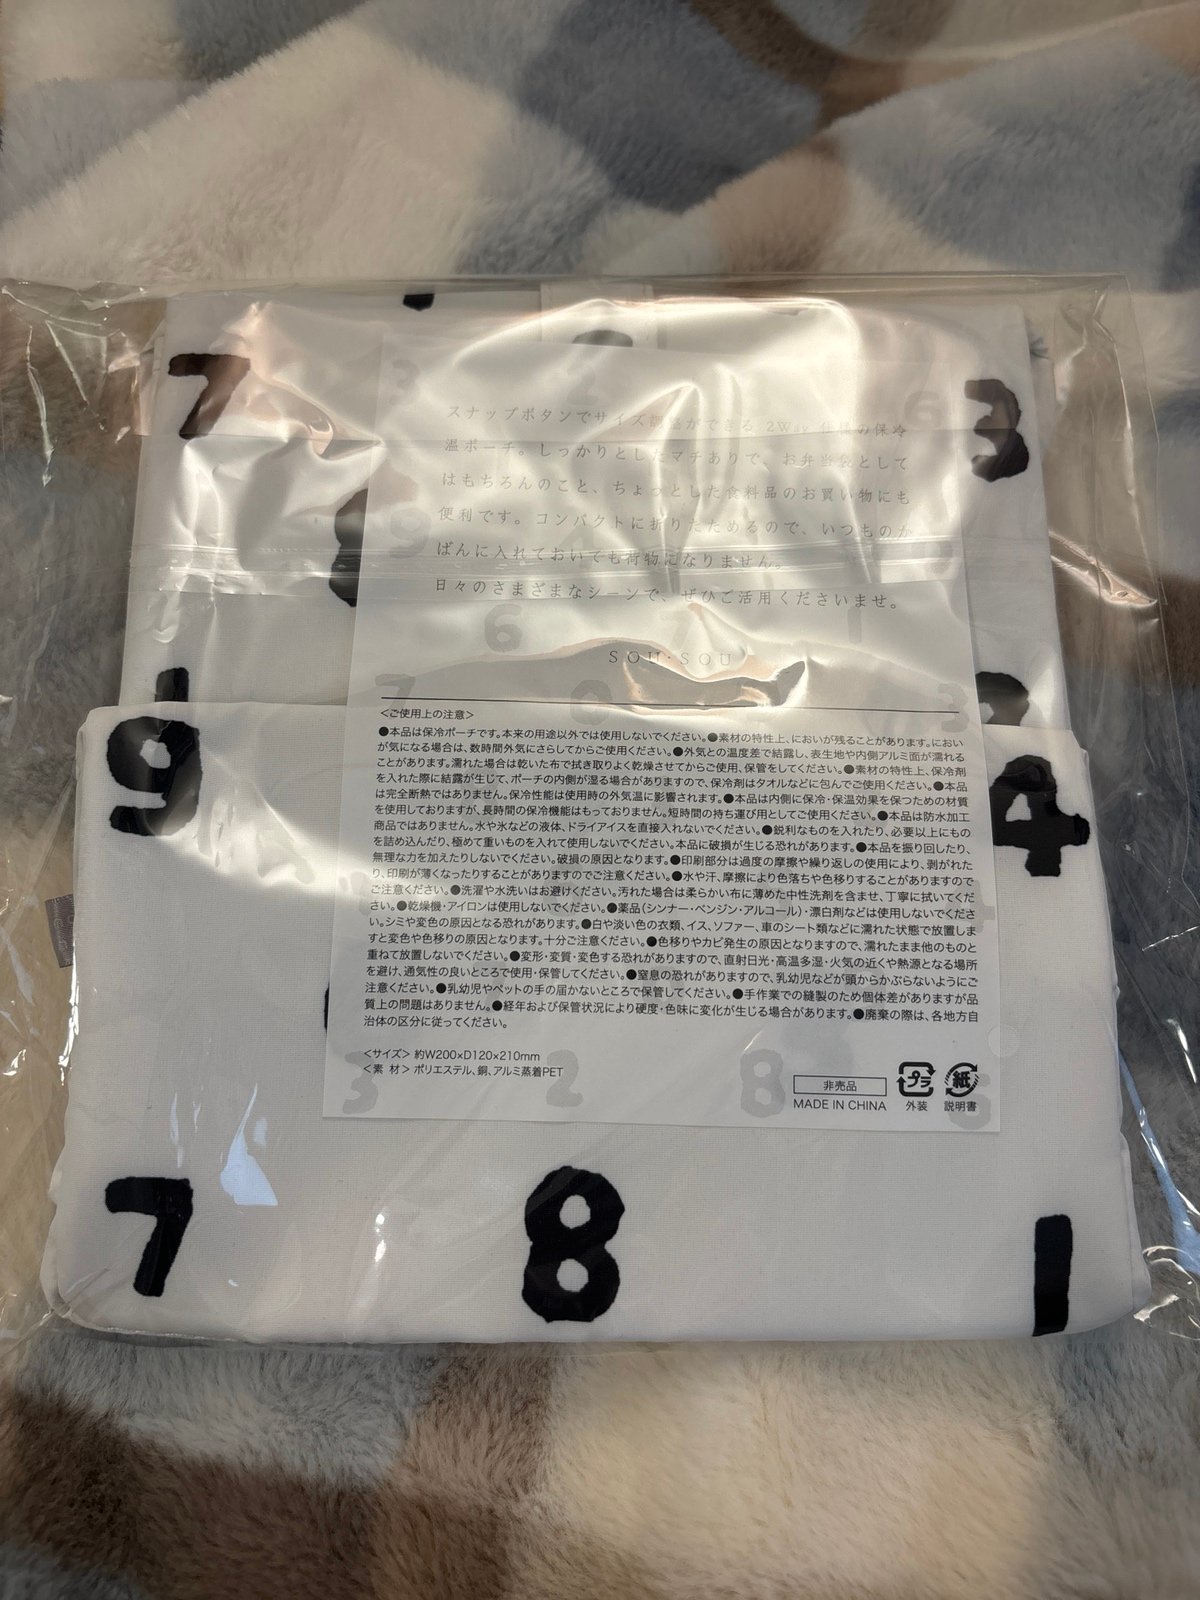 スナップボタンでサイズ調整ができる 2Way 仕様の保冷
温ポーチ。しっかりとしたマチありで、お弁当袋として
はもちろんのこと、ちょっとした食料品のお買い物にも
便利です。コンパクトに折りたためるので、いつものか
ばんに入れておいても荷物になりません。
日々のさまざまなシーンで、ぜひご活用くださいませ。
SOU・SOU
<ご使用上の注意>
●本品は保冷ポーチです。本来の用途以外では使用しないでください。●素材の特性上、においが残ることがあります。におい
が気になる場合は、数時間外気にさらしてからご使用ください。●外気との温度差で結露し、表生地や内側アルミ面が濡れる
ことがあります。濡れた場合は乾いた布で拭き取りよく乾燥させてからご使用、保管をしてください。●素材の特性上、保冷剤
を入れた際に結露が生じて、ポーチの内側が湿る場合がありますので、保冷剤はタオルなどに包んでご使用ください。●本品
は完全断熱ではありません。保冷性能は使用時の外気温に影響されます。●本品は内側に保冷・保温効果を保つための材質
を使用しておりますが、長時間の保冷機能はもっておりません。短時間の持ち運び用としてご使用ください。●本品は防水加工
商品ではありません。水や氷などの液体、ドライアイスを直接入れないでください。●鋭利なものを入れたり、必要以上にもの
を詰め込んだり、極めて重いものを入れて使用しないでください。本品に破損が生じる恐れがあります。●本品を振り回したり、
無理な力を加えたりしないでください。破損の原因となります。●印刷部分は過度の摩擦や繰り返しの使用により、剥がれた
り、印刷が薄くなったりすることがありますのでご注意ください。●水や汗、摩擦により色落ちや色移りすることがありますので
ご注意ください。●洗濯や水洗いはお避けください。汚れた場合は柔らかい布に薄めた中性洗剤を含ませ、丁寧に拭いてくだ
さい。●乾燥機・アイロンは使用しないでください。●薬品（シンナー・ベンジン・アルコール）・漂白剤などは使用しないでくださ
い。シミや変色の原因となる恐れがあります。●白や淡い色の衣類、イス、ソファー、車のシート類などに濡れた状態で放置しま
すと変色や色移りの原因となります。十分ご注意ください。●色移りやカビ発生の原因となりますので、濡れたまま他のものと
重ねて放置しないでください。●変形・変質・変色する恐れがありますので、直射日光・高温多湿・火気の近くや熱源となる場所
を避け、通気性の良いところで使用・保管してください。●窒息の恐れがありますので、乳幼児などが頭からかぶらないようにご
注意ください。●乳幼児やペットの手の届かないところで保管してください。●手作業での縫製のため個体差がありますが品
質上の問題はありません。●経年および保管状況により硬度・色味に変化が生じる場合があります。●廃棄の際は、各地方自
治体の区分に従ってください。
<サイズ> 約W200×D120×210mm
<素 材> ポリエステル、銅、アルミ蒸着PET
非売品
MADE IN CHINA
プラ
外装
紙
説明書
7
3
9
4
7 8 1